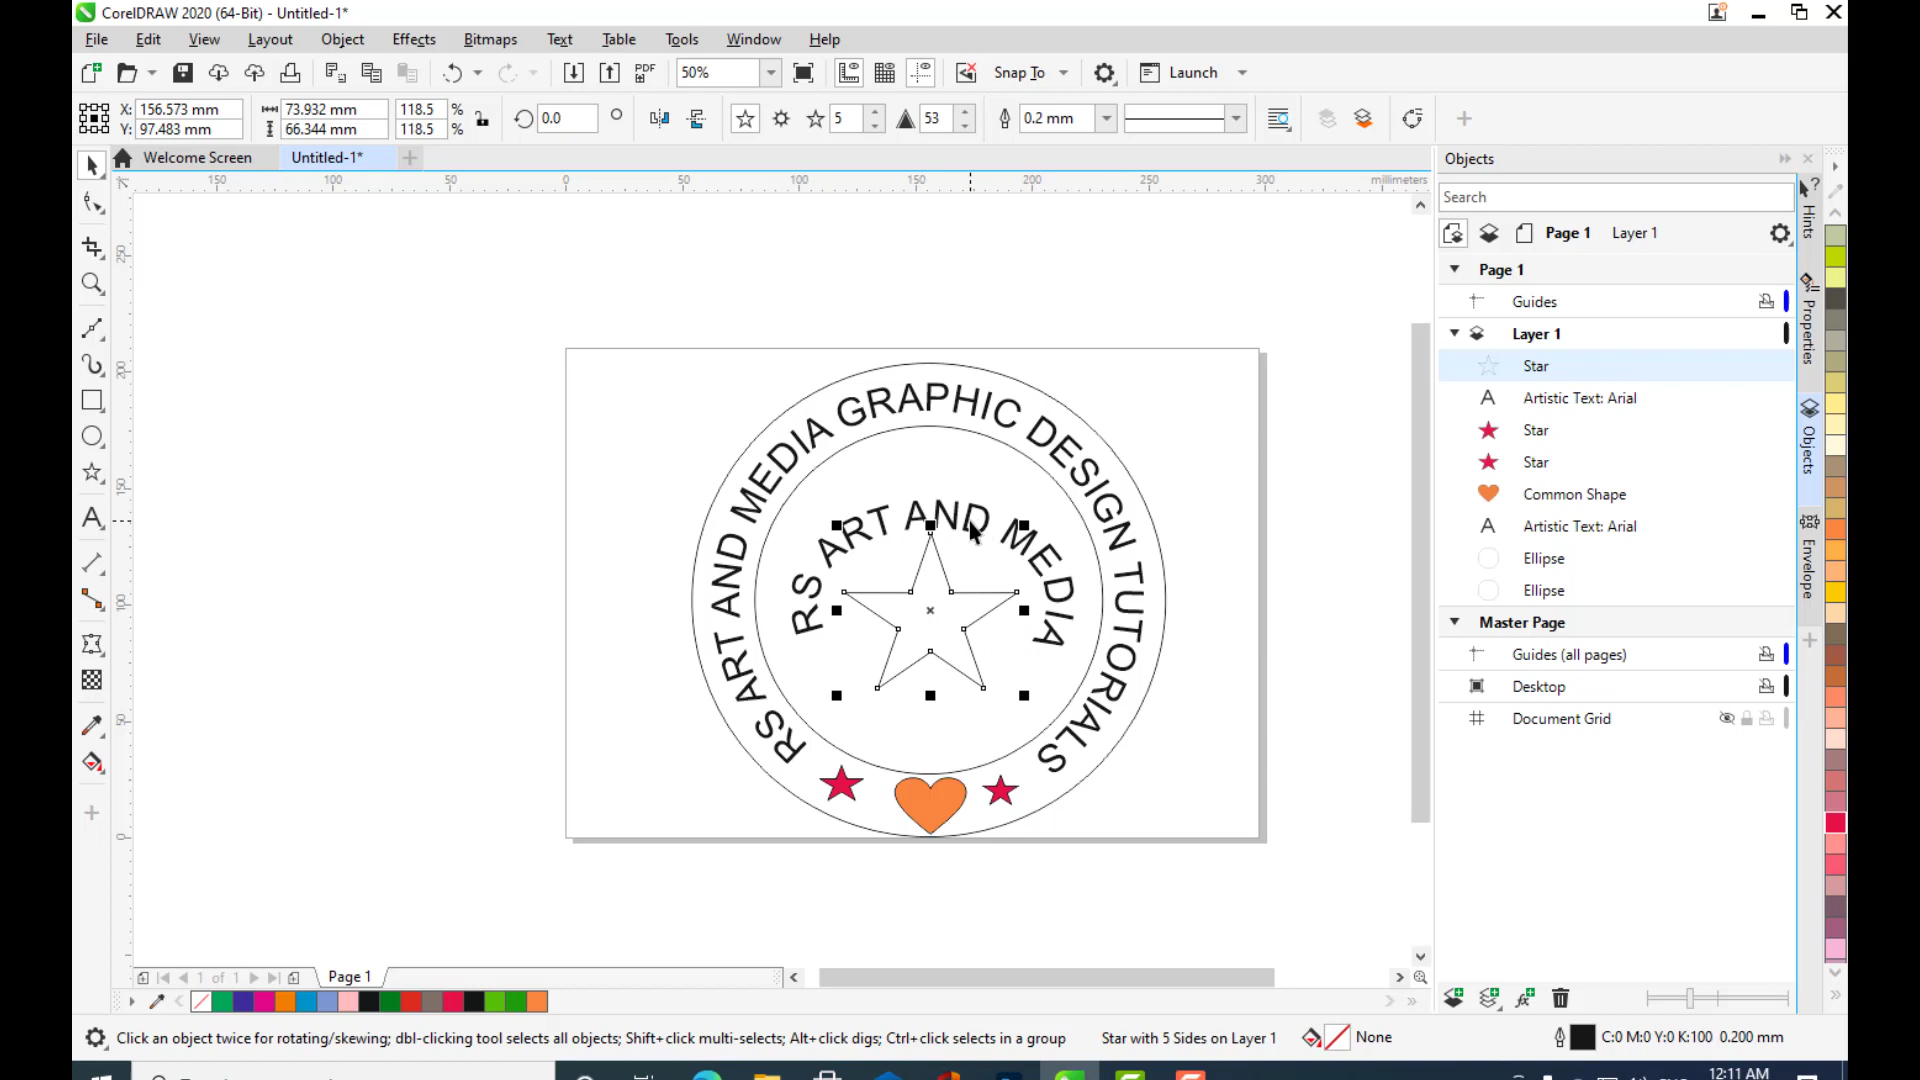 CorelDRAW 2020 (64-Bit) - Untitled-1*
File Edit View Layout Object Effects Bitmaps Text Table Tools Window Help
PDF 50% Snap To Launch
X: 156.573 mm 73.932 mm 118.5 % 0.0 5 53 0.2 mm
Y: 97.483 mm 66.344 mm 118.5 %
Welcome Screen Untitled-1*
150 100 50 0 50 100 150 200 250 300 millimeters
250
200
150
100
50
0
RS ART AND MEDIA GRAPHIC DESIGN TUTORIALS
RS ART AND MEDIA
Objects
Search
Page 1 Layer 1
Page 1
Guides
Layer 1
Star
Artistic Text: Arial
Star
Star
Common Shape
Artistic Text: Arial
Ellipse
Ellipse
Master Page
Guides (all pages)
Desktop
Document Grid
Hints
Properties
Objects
Envelope
1 of 1 Page 1
Click an object twice for rotating/skewing; dbl-clicking tool selects all objects; Shift+click multi-selects; Alt+click digs; Ctrl+click selects in a group Star with 5 Sides on Layer 1 None C:0 M:0 Y:0 K:100 0.200 mm
12:11 AM